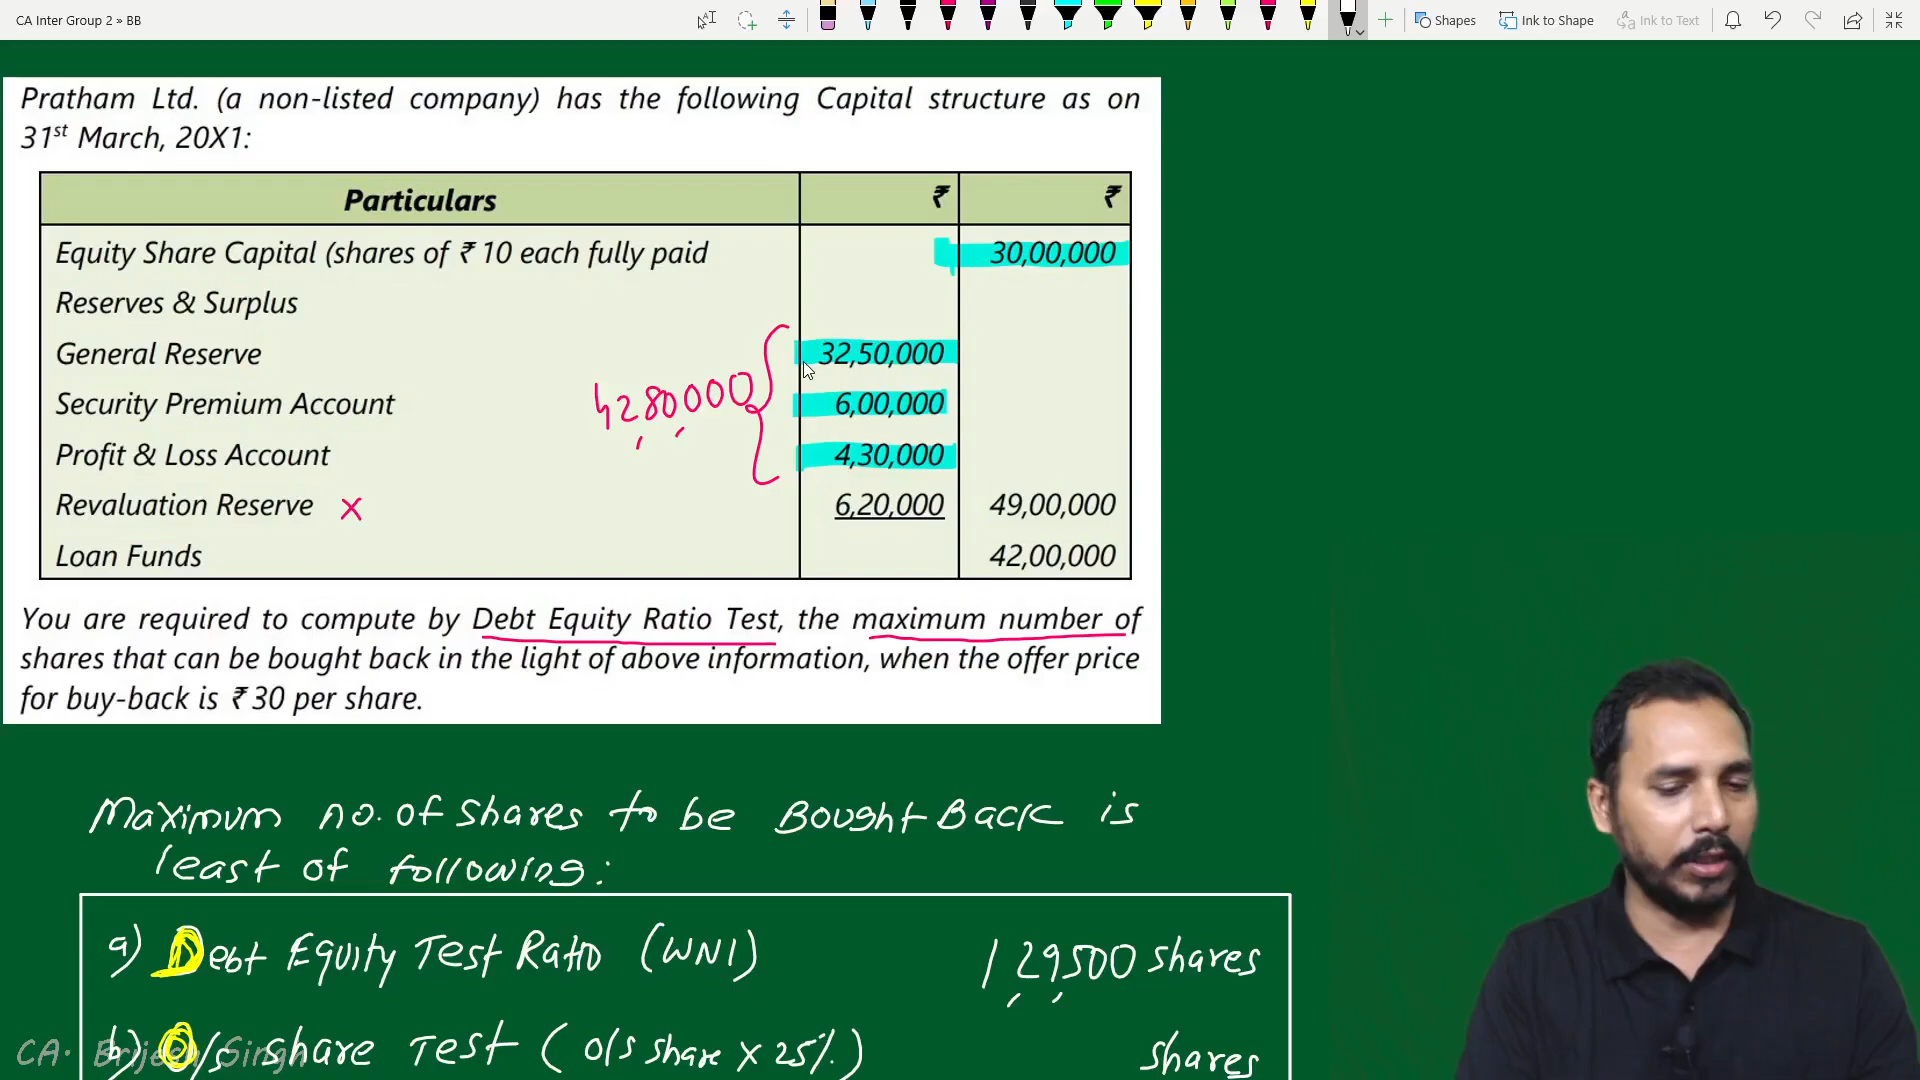 CA Inter Group 2 » BB
Shapes
Ink to Shape
Ink to Text
Pratham Ltd. (a non-listed company) has the following Capital structure as on
31st March, 20X1:
Particulars ₹ ₹
Equity Share Capital (shares of ₹ 10 each fully paid 30,00,000
Reserves & Surplus
General Reserve 32,50,000
4280000
Security Premium Account 6,00,000
Profit & Loss Account 4,30,000
Revaluation Reserve x 6,20,000 49,00,000
Loan Funds 42,00,000
You are required to compute by Debt Equity Ratio Test, the maximum number of
shares that can be bought back in the light of above information, when the offer price
for buy-back is ₹ 30 per share.
Maximum no. of shares to be Bought Back is
least of following:
a) Debt Equity Test Ratio (WN1) 1,29,500 shares
b) O/s share Test ( O/s share x 25%.) shares
CA. Brijesh Singh